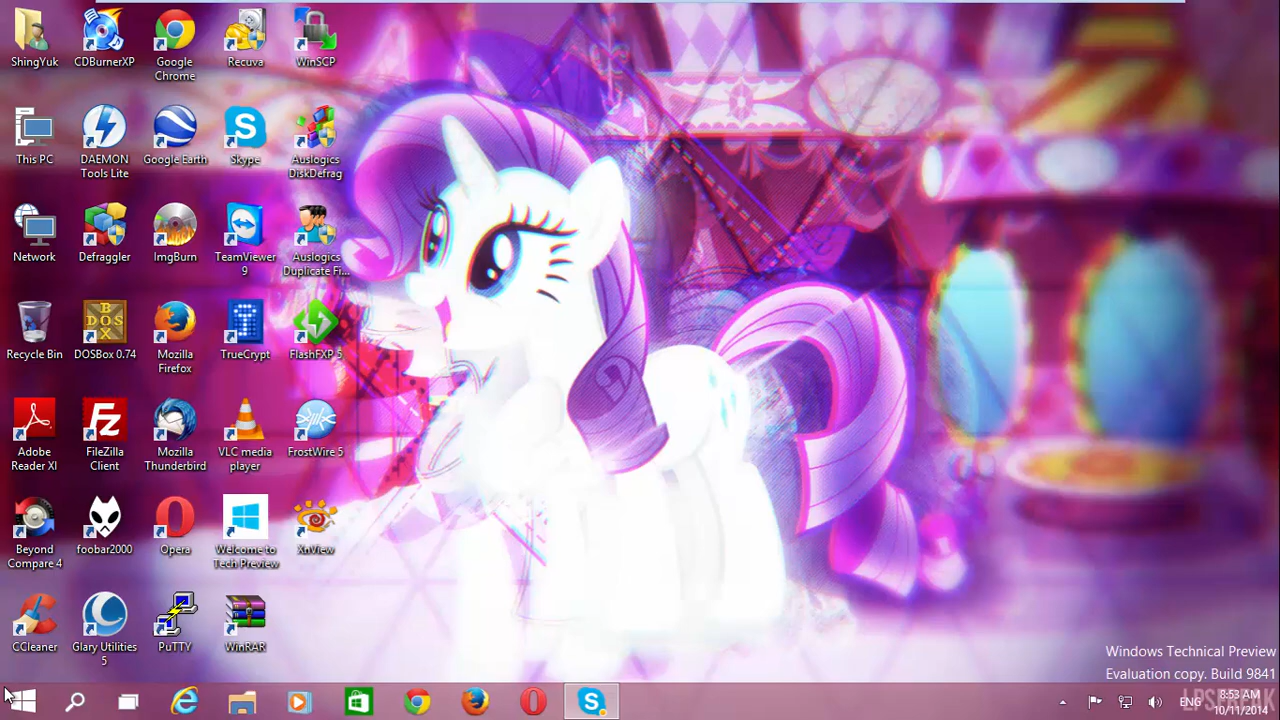 ShingYuk
CDBurnerXP
Google
Chrome
Recuva
WinSCP
This PC
DAEMON
Tools Lite
Google Earth
Skype
Auslogics
DiskDefrag
Network
Defraggler
ImgBurn
TeamViewer
9
Auslogics
Duplicate Fi...
Recycle Bin
DOSBox 0.74
Mozilla
Firefox
TrueCrypt
FlashFXP 5
Adobe
Reader XI
FileZilla
Client
Mozilla
Thunderbird
VLC media
player
FrostWire 5
Beyond
Compare 4
foobar2000
Opera
Welcome to
Tech Preview
XnView
CCleaner
Glary Utilities
5
PuTTY
WinRAR
Windows Technical Preview
Evaluation copy. Build 9841
ENG
8:53 AM
10/11/2014